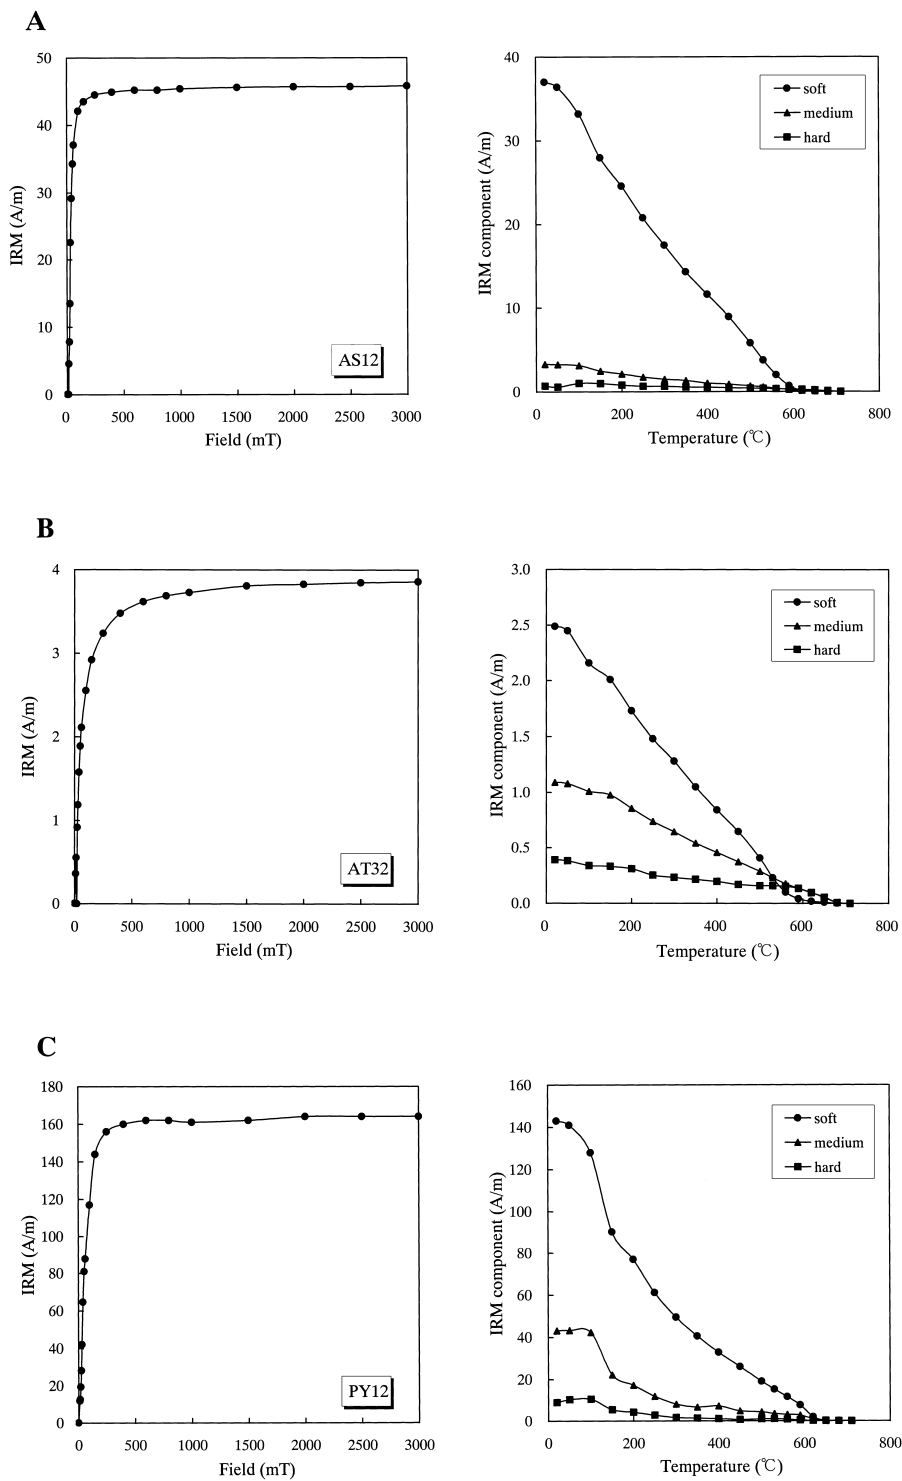 A
50
40
30
20
10
0
IRM (A/m)
AS12
0 500 1000 1500 2000 2500 3000
Field (mT)
40
30
20
10
0
IRM component (A/m)
soft
medium
hard
0 200 400 600 800
Temperature (℃)
B
4
3
2
1
0
IRM (A/m)
AT32
0 500 1000 1500 2000 2500 3000
Field (mT)
3.0
2.5
2.0
1.5
1.0
0.5
0.0
IRM component (A/m)
soft
medium
hard
0 200 400 600 800
Temperature (℃)
C
180
160
140
120
100
80
60
40
20
0
IRM (A/m)
PY12
0 500 1000 1500 2000 2500 3000
Field (mT)
160
140
120
100
80
60
40
20
0
IRM component (A/m)
soft
medium
hard
0 200 400 600 800
Temperature (℃)